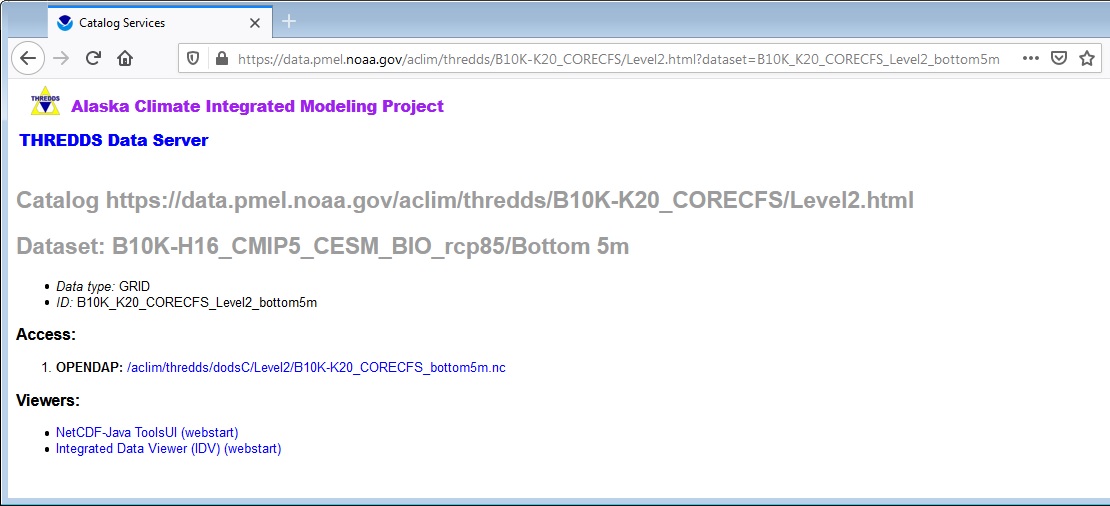 Catalog Services
https://data.pmel.noaa.gov/aclim/thredds/B10K-K20_CORECFS/Level2.html?dataset=B10K_K20_CORECFS_Level2_bottom5m
THREDDS
Alaska Climate Integrated Modeling Project
THREDDS Data Server
Catalog https://data.pmel.noaa.gov/aclim/thredds/B10K-K20_CORECFS/Level2.html
Dataset: B10K-H16_CMIP5_CESM_BIO_rcp85/Bottom 5m
• Data type: GRID
• ID: B10K_K20_CORECFS_Level2_bottom5m
Access:
1. OPENDAP: /aclim/thredds/dodsC/Level2/B10K-K20_CORECFS_bottom5m.nc
Viewers:
• NetCDF-Java ToolsUI (webstart)
• Integrated Data Viewer (IDV) (webstart)